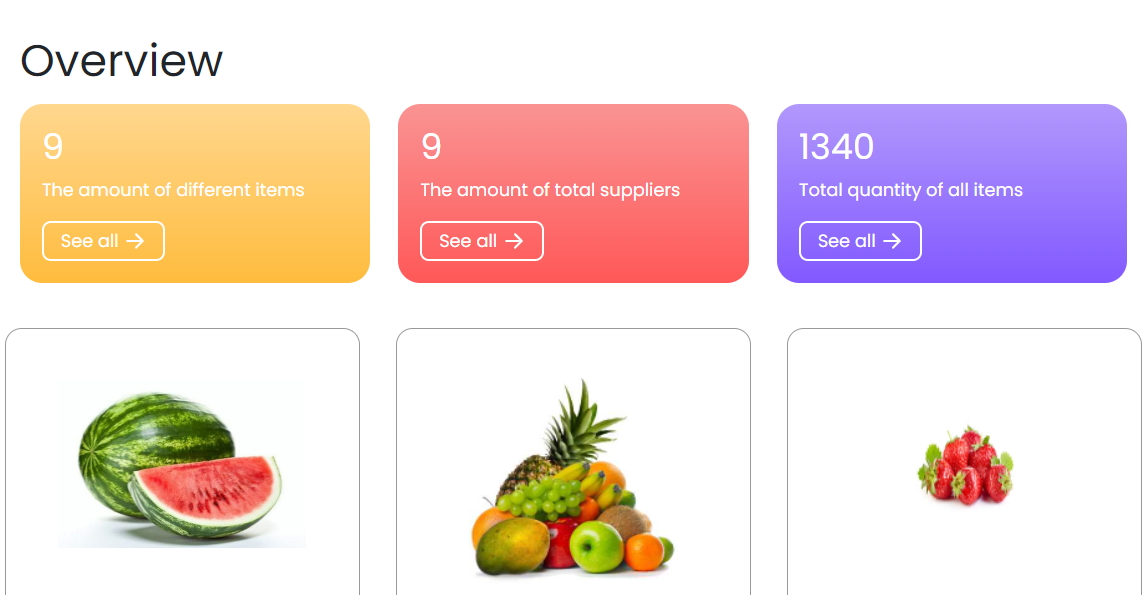 Overview
9
The amount of different items
See all →
9
The amount of total suppliers
See all →
1340
Total quantity of all items
See all →